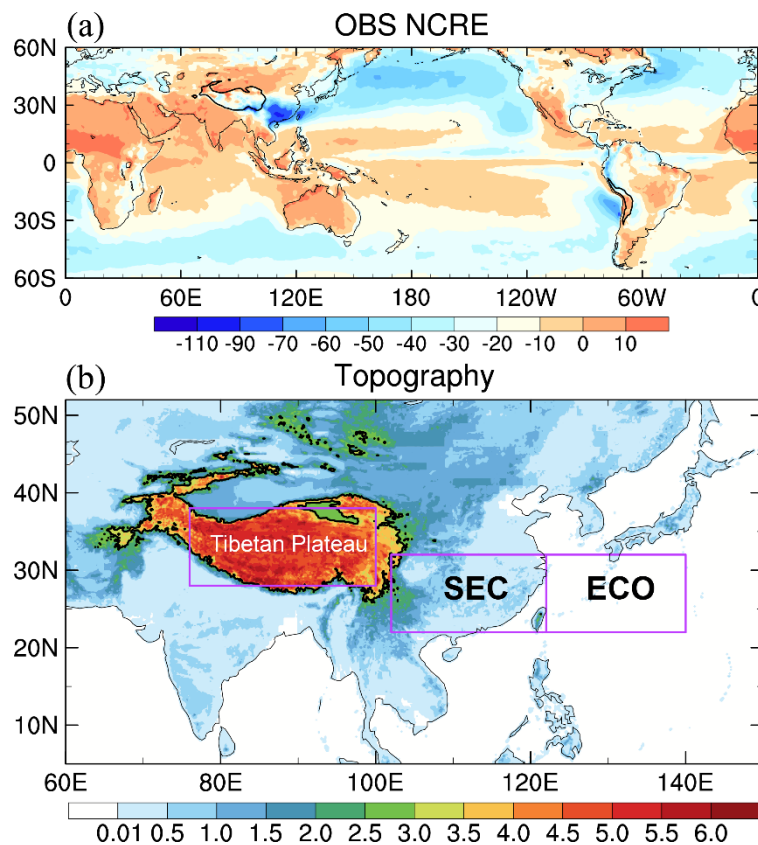 (a) OBS NCRE
60N
30N
0
30S
60S
0 60E 120E 180 120W 60W
-110 -90 -70 -60 -50 -40 -30 -20 -10 0 10
(b) Topography
50N
40N
30N
20N
10N
Tibetan Plateau
SEC ECO
60E 80E 100E 120E 140E
0.01 0.5 1.0 1.5 2.0 2.5 3.0 3.5 4.0 4.5 5.0 5.5 6.0